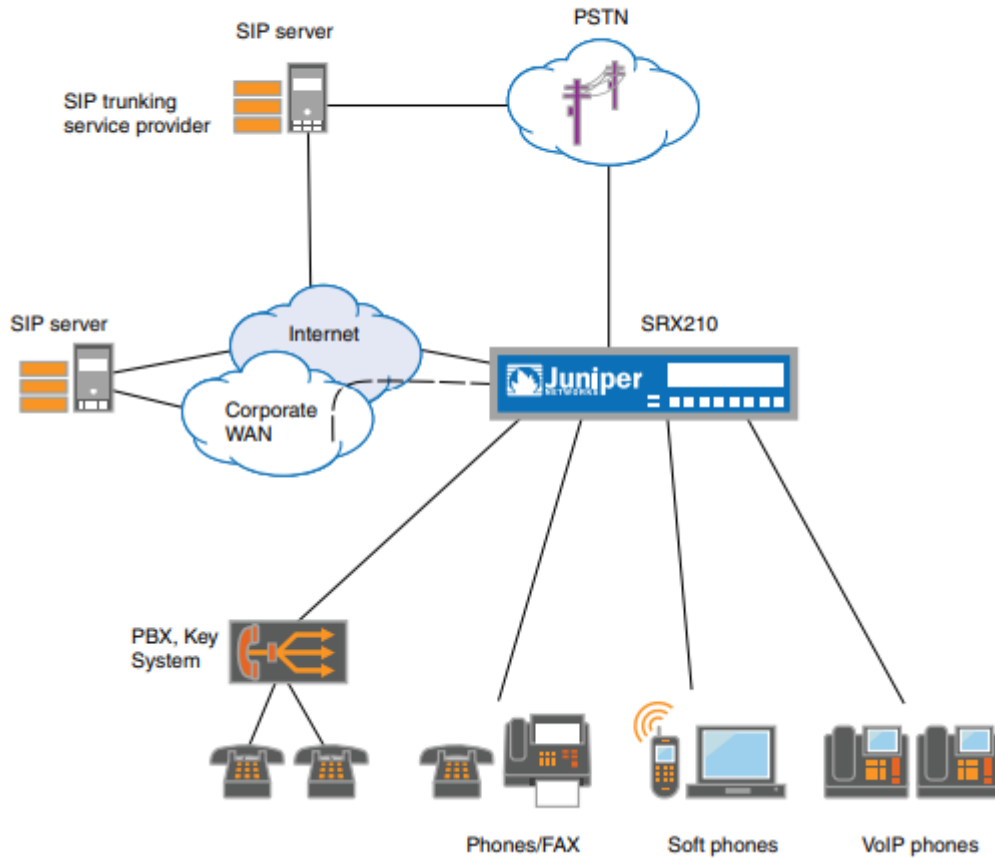 PSTN
SIP server
SIP trunking
service provider
SIP server
Internet
SRX210
Juniper
NETWORKS
Corporate
WAN
PBX, Key
System
Phones/FAX
Soft phones
VoIP phones